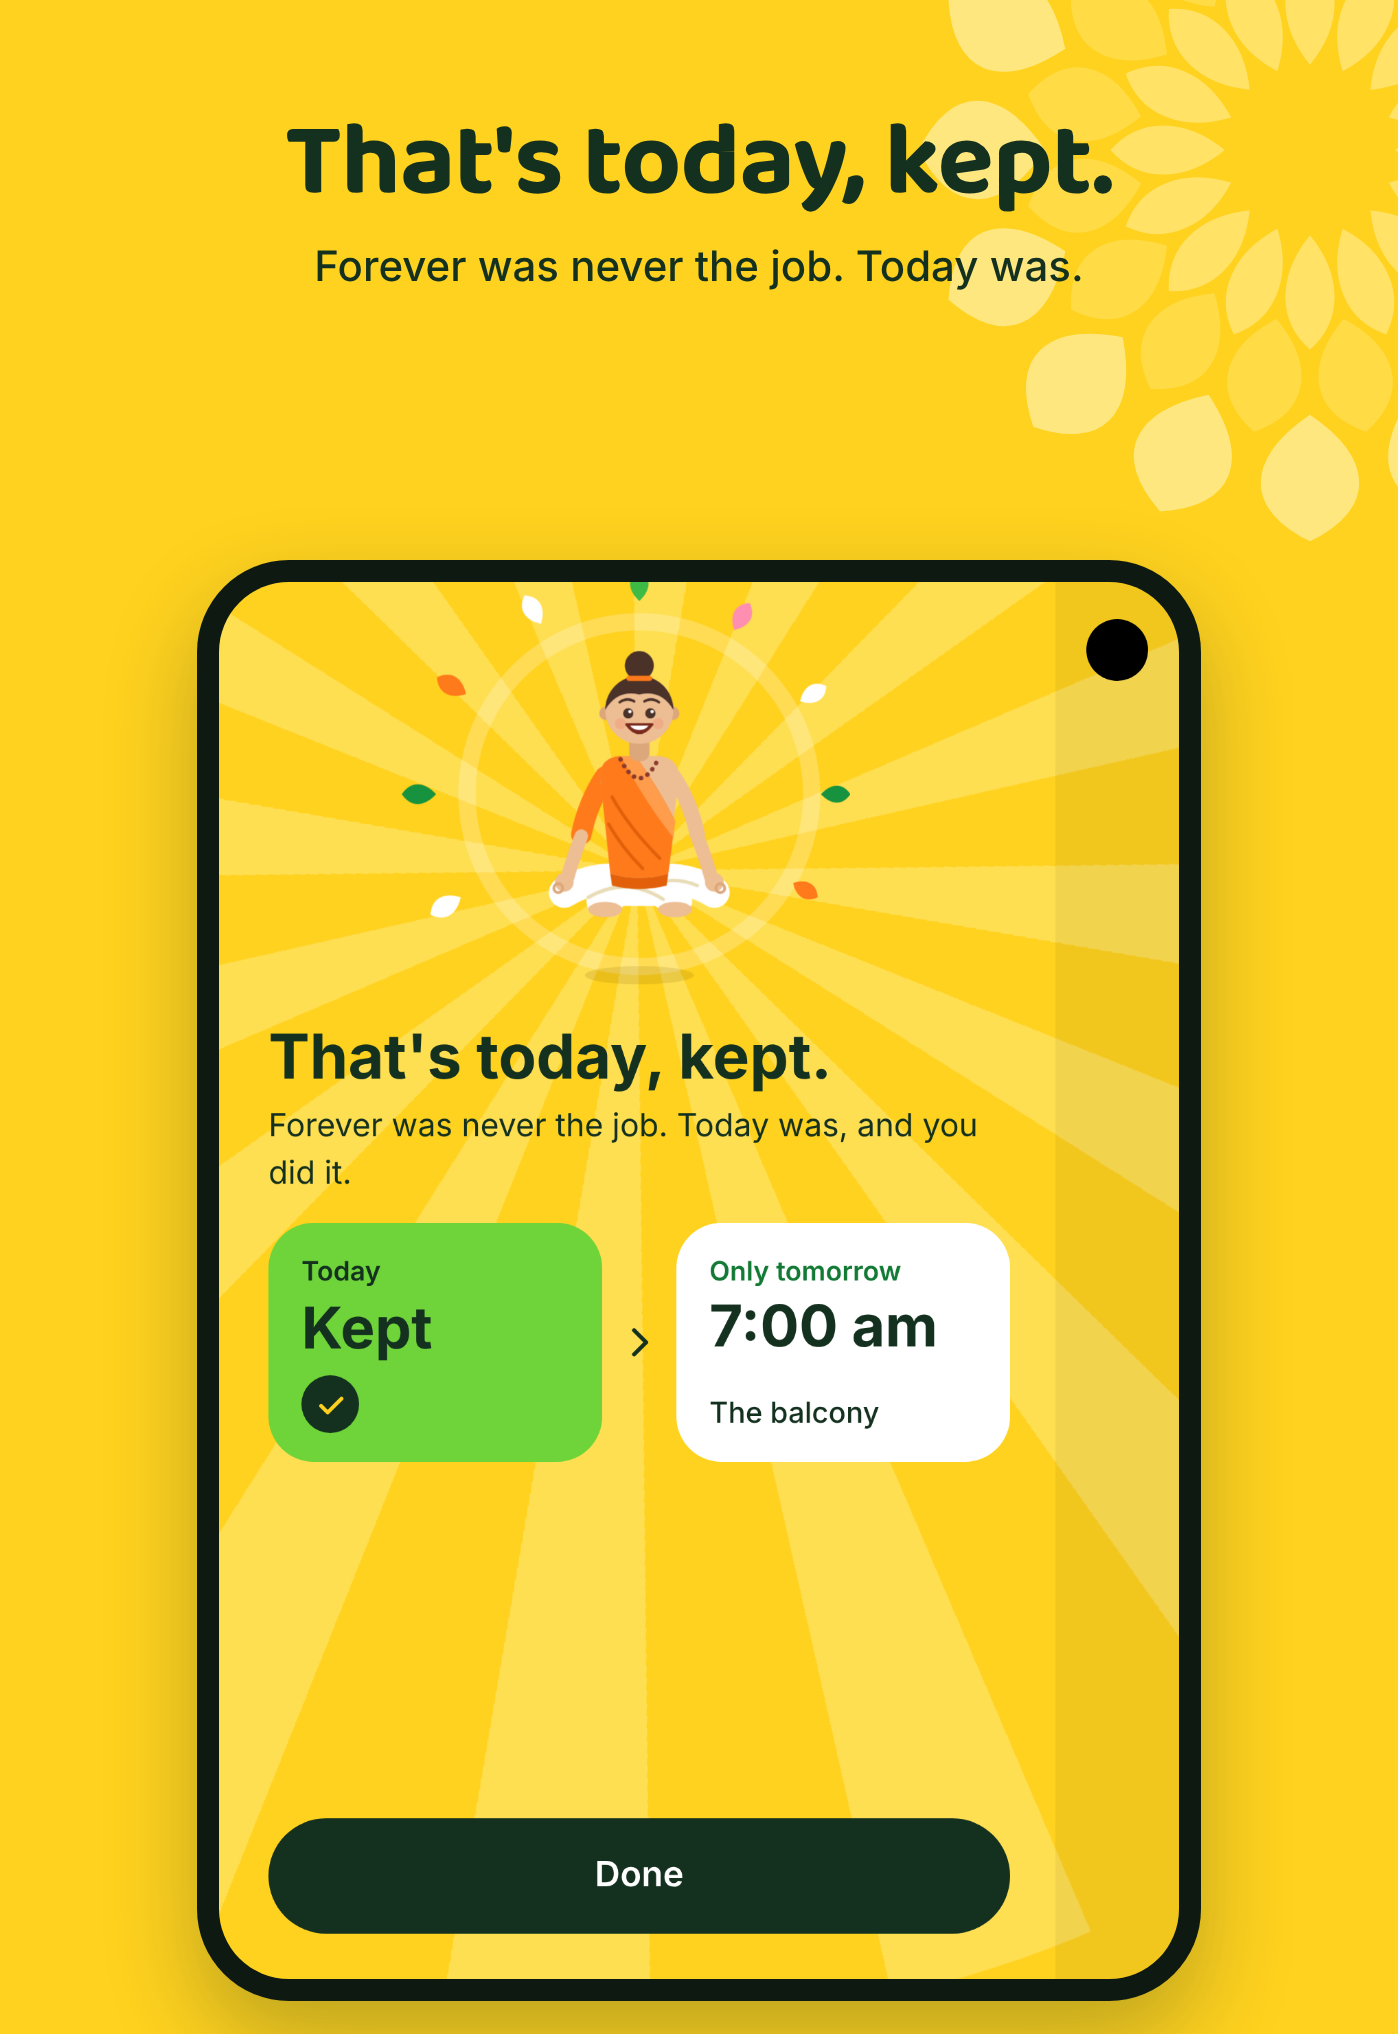 That's today, kept.
Forever was never the job. Today was.
That's today, kept.
Forever was never the job. Today was, and you
did it.
Today
Kept
Only tomorrow
7:00 am
The balcony
Done